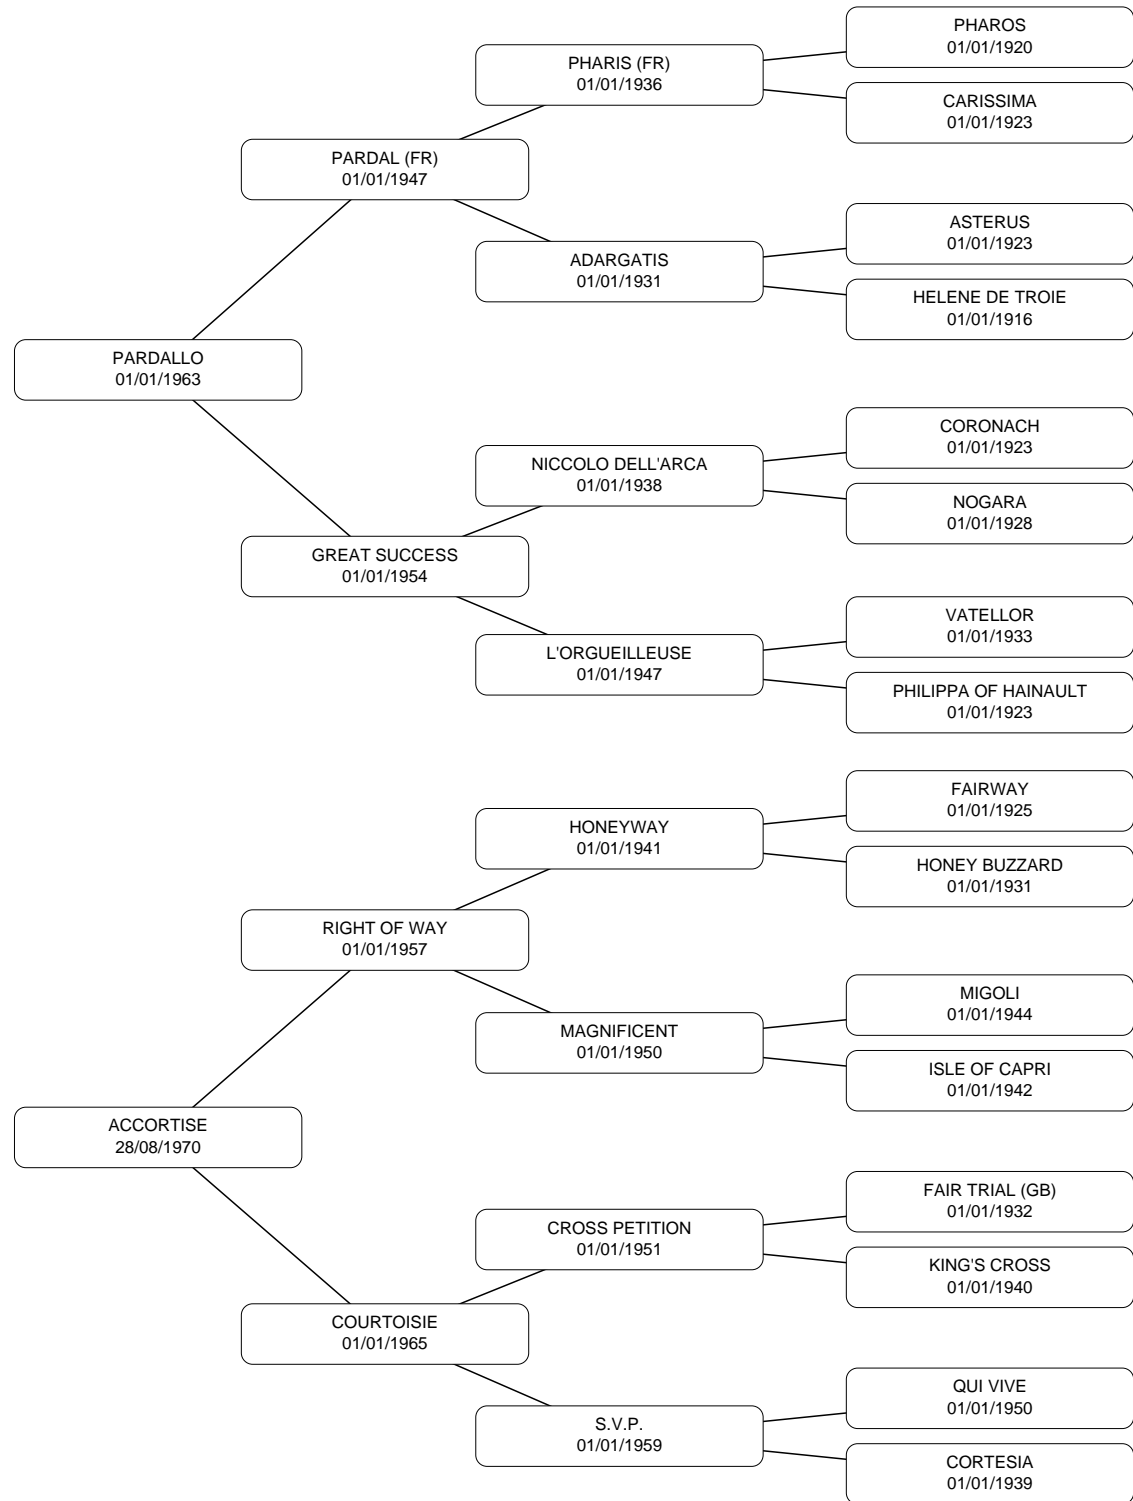 PHAROS
01/01/1920
PHARIS (FR)
01/01/1936
CARISSIMA
01/01/1923
PARDAL (FR)
01/01/1947
ASTERUS
01/01/1923
ADARGATIS
01/01/1931
HELENE DE TROIE
01/01/1916
PARDALLO
01/01/1963
CORONACH
01/01/1923
NICCOLO DELL'ARCA
01/01/1938
NOGARA
01/01/1928
GREAT SUCCESS
01/01/1954
VATELLOR
01/01/1933
L'ORGUEILLEUSE
01/01/1947
PHILIPPA OF HAINAULT
01/01/1923
FAIRWAY
01/01/1925
HONEYWAY
01/01/1941
HONEY BUZZARD
01/01/1931
RIGHT OF WAY
01/01/1957
MIGOLI
01/01/1944
MAGNIFICENT
01/01/1950
ISLE OF CAPRI
01/01/1942
ACCORTISE
28/08/1970
FAIR TRIAL (GB)
01/01/1932
CROSS PETITION
01/01/1951
KING'S CROSS
01/01/1940
COURTOISIE
01/01/1965
QUI VIVE
01/01/1950
S.V.P.
01/01/1959
CORTESIA
01/01/1939